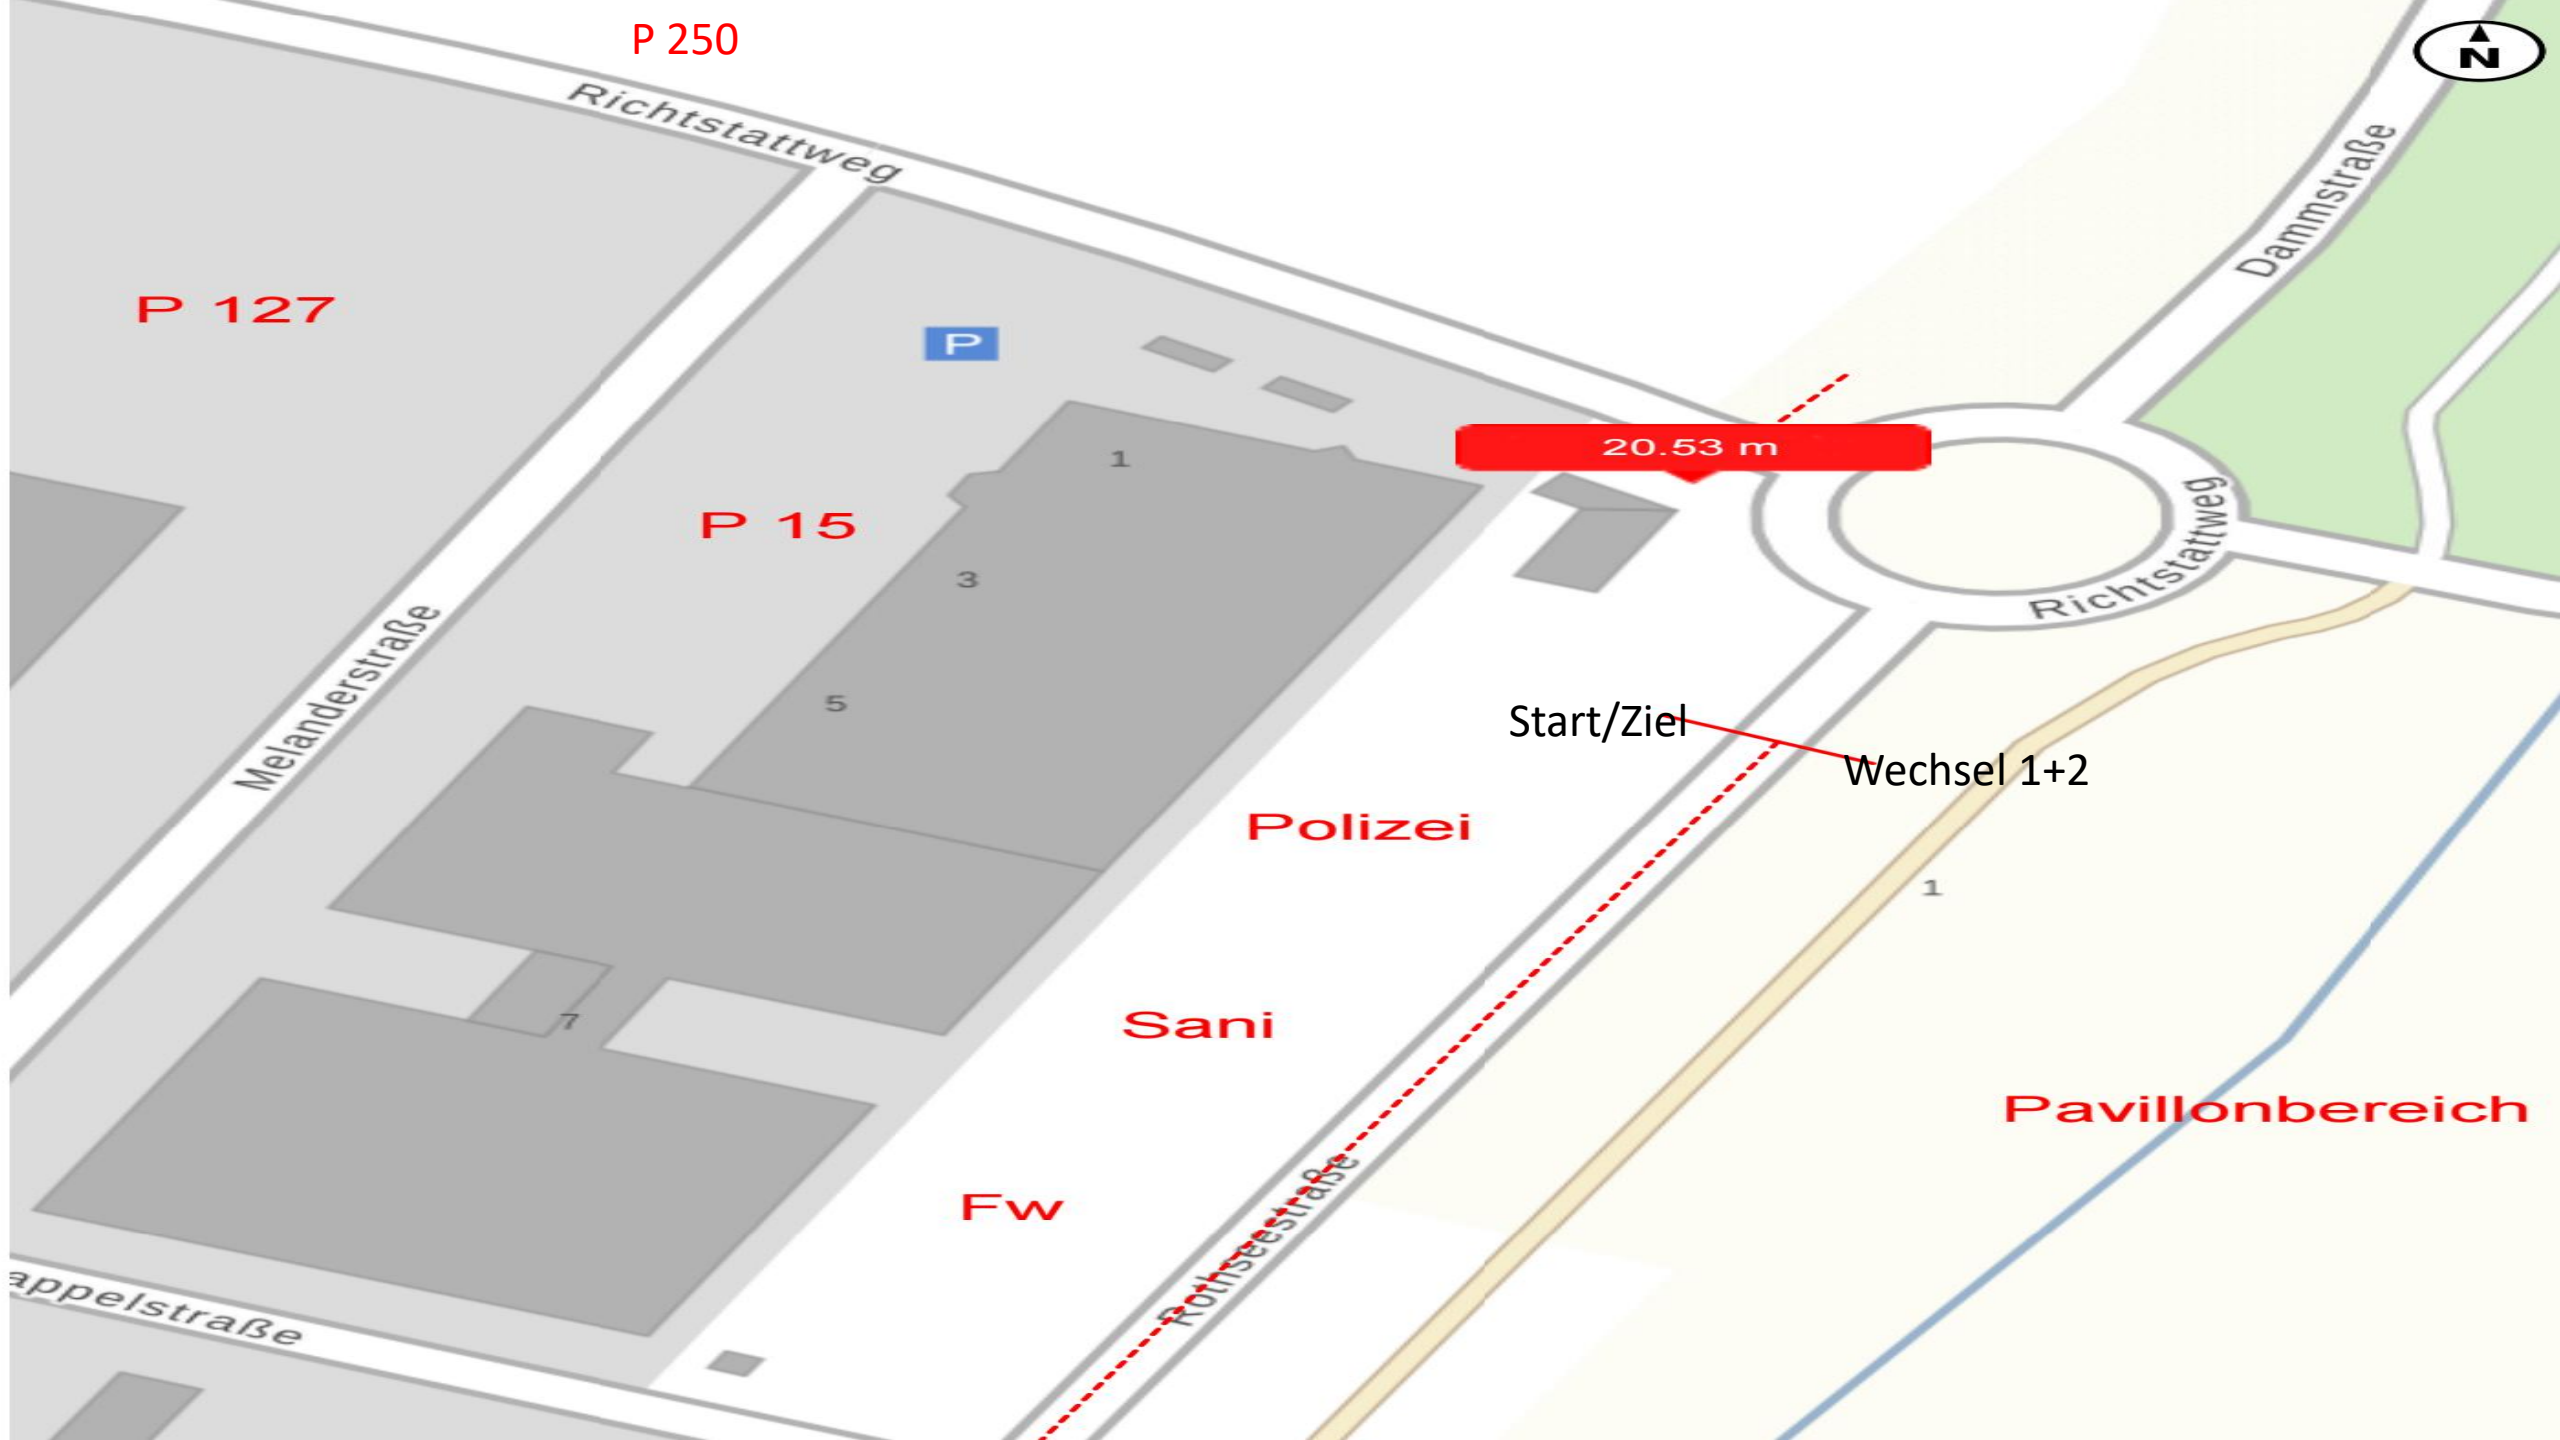 P 250
N
Richtstattweg
Dammstraße
P 127
P
20.53 m
1
P 15
3
Richtstattweg
Melanderstraße
5
Start/Ziel
Wechsel 1+2
Polizei
1
7
Sani
Pavillonbereich
Fw
Rothseestraße
appelstraße